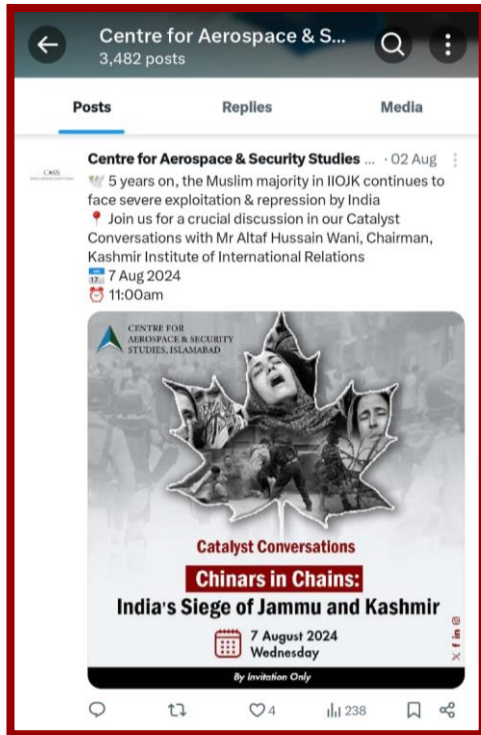 Centre for Aerospace & S...
3,482 posts
Posts Replies Media
Centre for Aerospace & Security Studies ... · 02 Aug
5 years on, the Muslim majority in IIOJK continues to
face severe exploitation & repression by India
Join us for a crucial discussion in our Catalyst
Conversations with Mr Altaf Hussain Wani, Chairman,
Kashmir Institute of International Relations
7 Aug 2024
11:00am
CASS
CENTRE FOR
AEROSPACE & SECURITY
STUDIES, ISLAMABAD
Catalyst Conversations
Chinars in Chains:
India's Siege of Jammu and Kashmir
7 August 2024
Wednesday
By Invitation Only
4 238